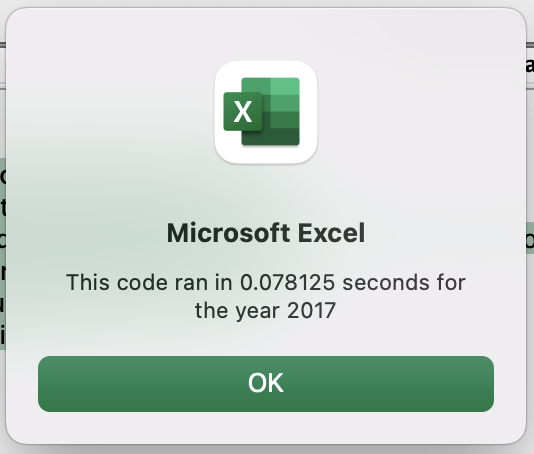 X
Microsoft Excel
This code ran in 0.078125 seconds for
the year 2017
OK